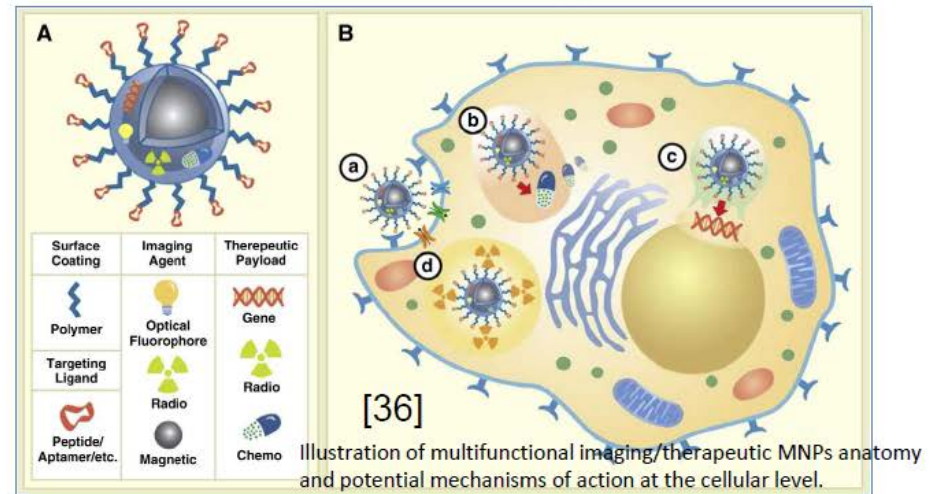 A
B
Surface
Coating
Imaging
Agent
Therepeutic
Payload
Polymer
Optical
Fluorophore
Gene
Targeting
Ligand
Radio
Radio
Peptide/
Aptamer/etc.
Magnetic
Chemo
a
b
c
d
[36]
Illustration of multifunctional imaging/therapeutic MNPs anatomy
and potential mechanisms of action at the cellular level.